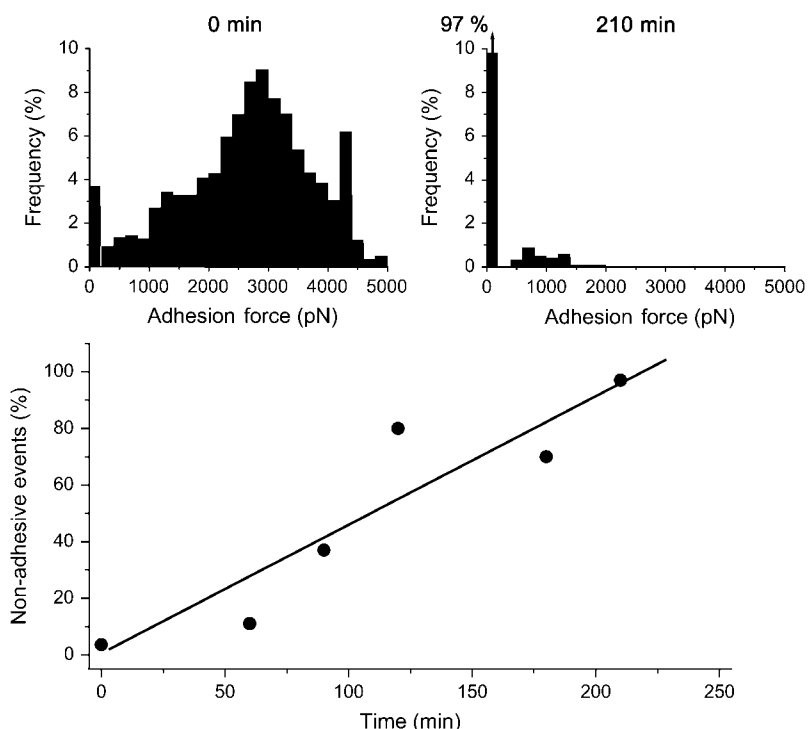 0 min
97 %
210 min
Frequency (%)
10
8
6
4
2
0
0 1000 2000 3000 4000 5000
Adhesion force (pN)
Frequency (%)
10
8
6
4
2
0
0 1000 2000 3000 4000 5000
Adhesion force (pN)
Non-adhesive events (%)
100
80
60
40
20
0
0 50 100 150 200 250
Time (min)